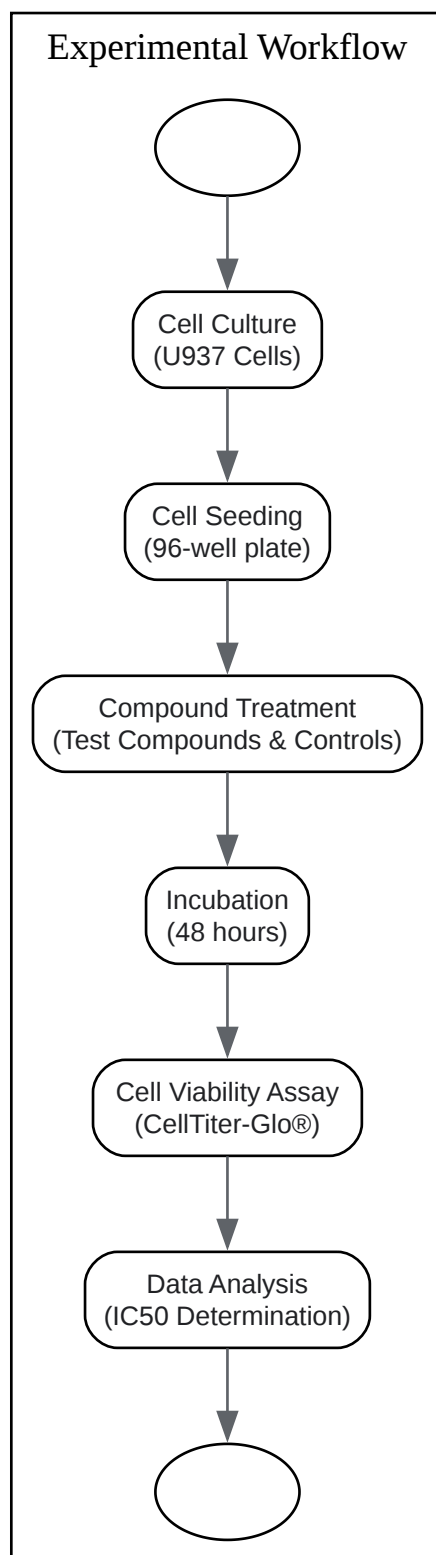 Experimental Workflow
Cell Culture
(U937 Cells)
Cell Seeding
(96-well plate)
Compound Treatment
(Test Compounds & Controls)
Incubation
(48 hours)
Cell Viability Assay
(CellTiter-Glo®)
Data Analysis
(IC50 Determination)